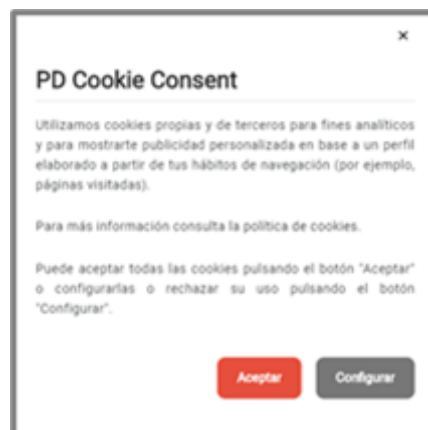 ×
PD Cookie Consent
Utilizamos cookies propias y de terceros para fines analíticos
y para mostrarte publicidad personalizada en base a un perfil
elaborado a partir de tus hábitos de navegación (por ejemplo,
páginas visitadas).
Para más información consulta la política de cookies.
Puede aceptar todas las cookies pulsando el botón "Aceptar"
o configurarlas o rechazar su uso pulsando el botón
"Configurar".
Aceptar Configurar